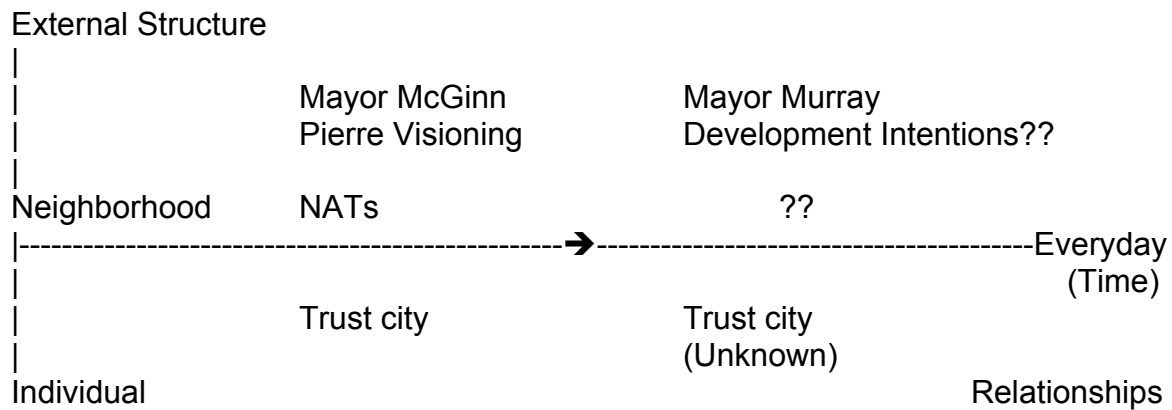 External Structure
|
| Mayor McGinn Mayor Murray
| Pierre Visioning Development Intentions??
|
Neighborhood NATs ??
|----------------------------------------------------➔-----------------------------------------Everyday
| (Time)
| Trust city Trust city
| (Unknown)
Individual Relationships